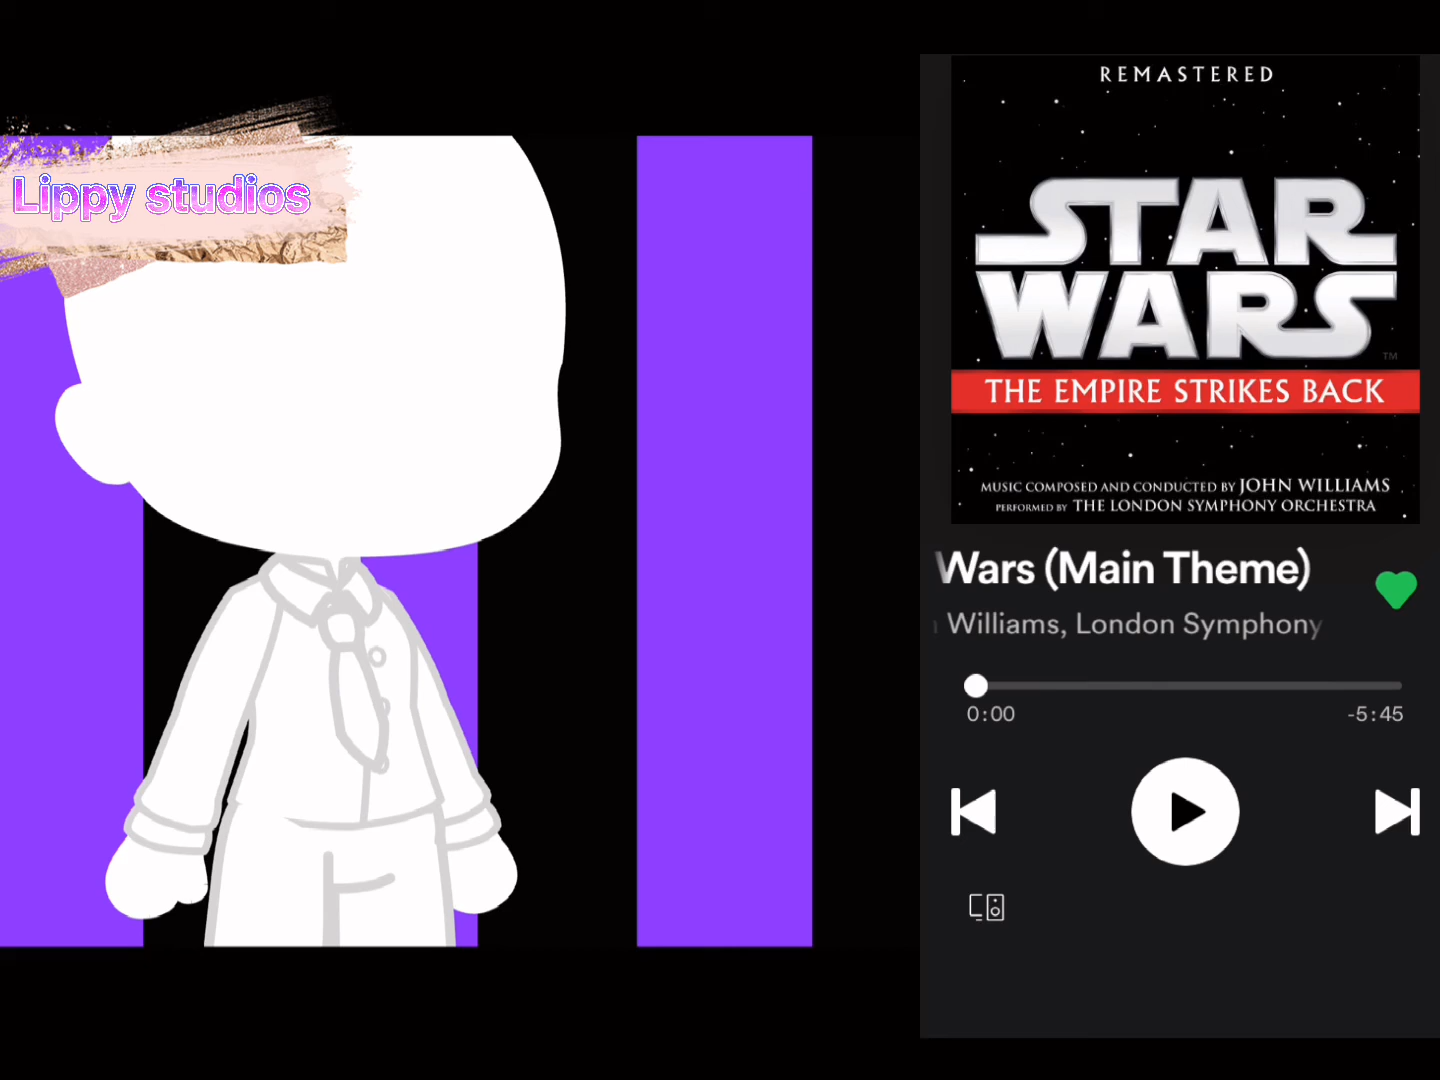 Lippy studios
REMASTERED
STAR
WARS
™
THE EMPIRE STRIKES BACK
MUSIC COMPOSED AND CONDUCTED BY JOHN WILLIAMS
PERFORMED BY THE LONDON SYMPHONY ORCHESTRA
Wars (Main Theme)
Williams, London Symphony
0:00
-5:45